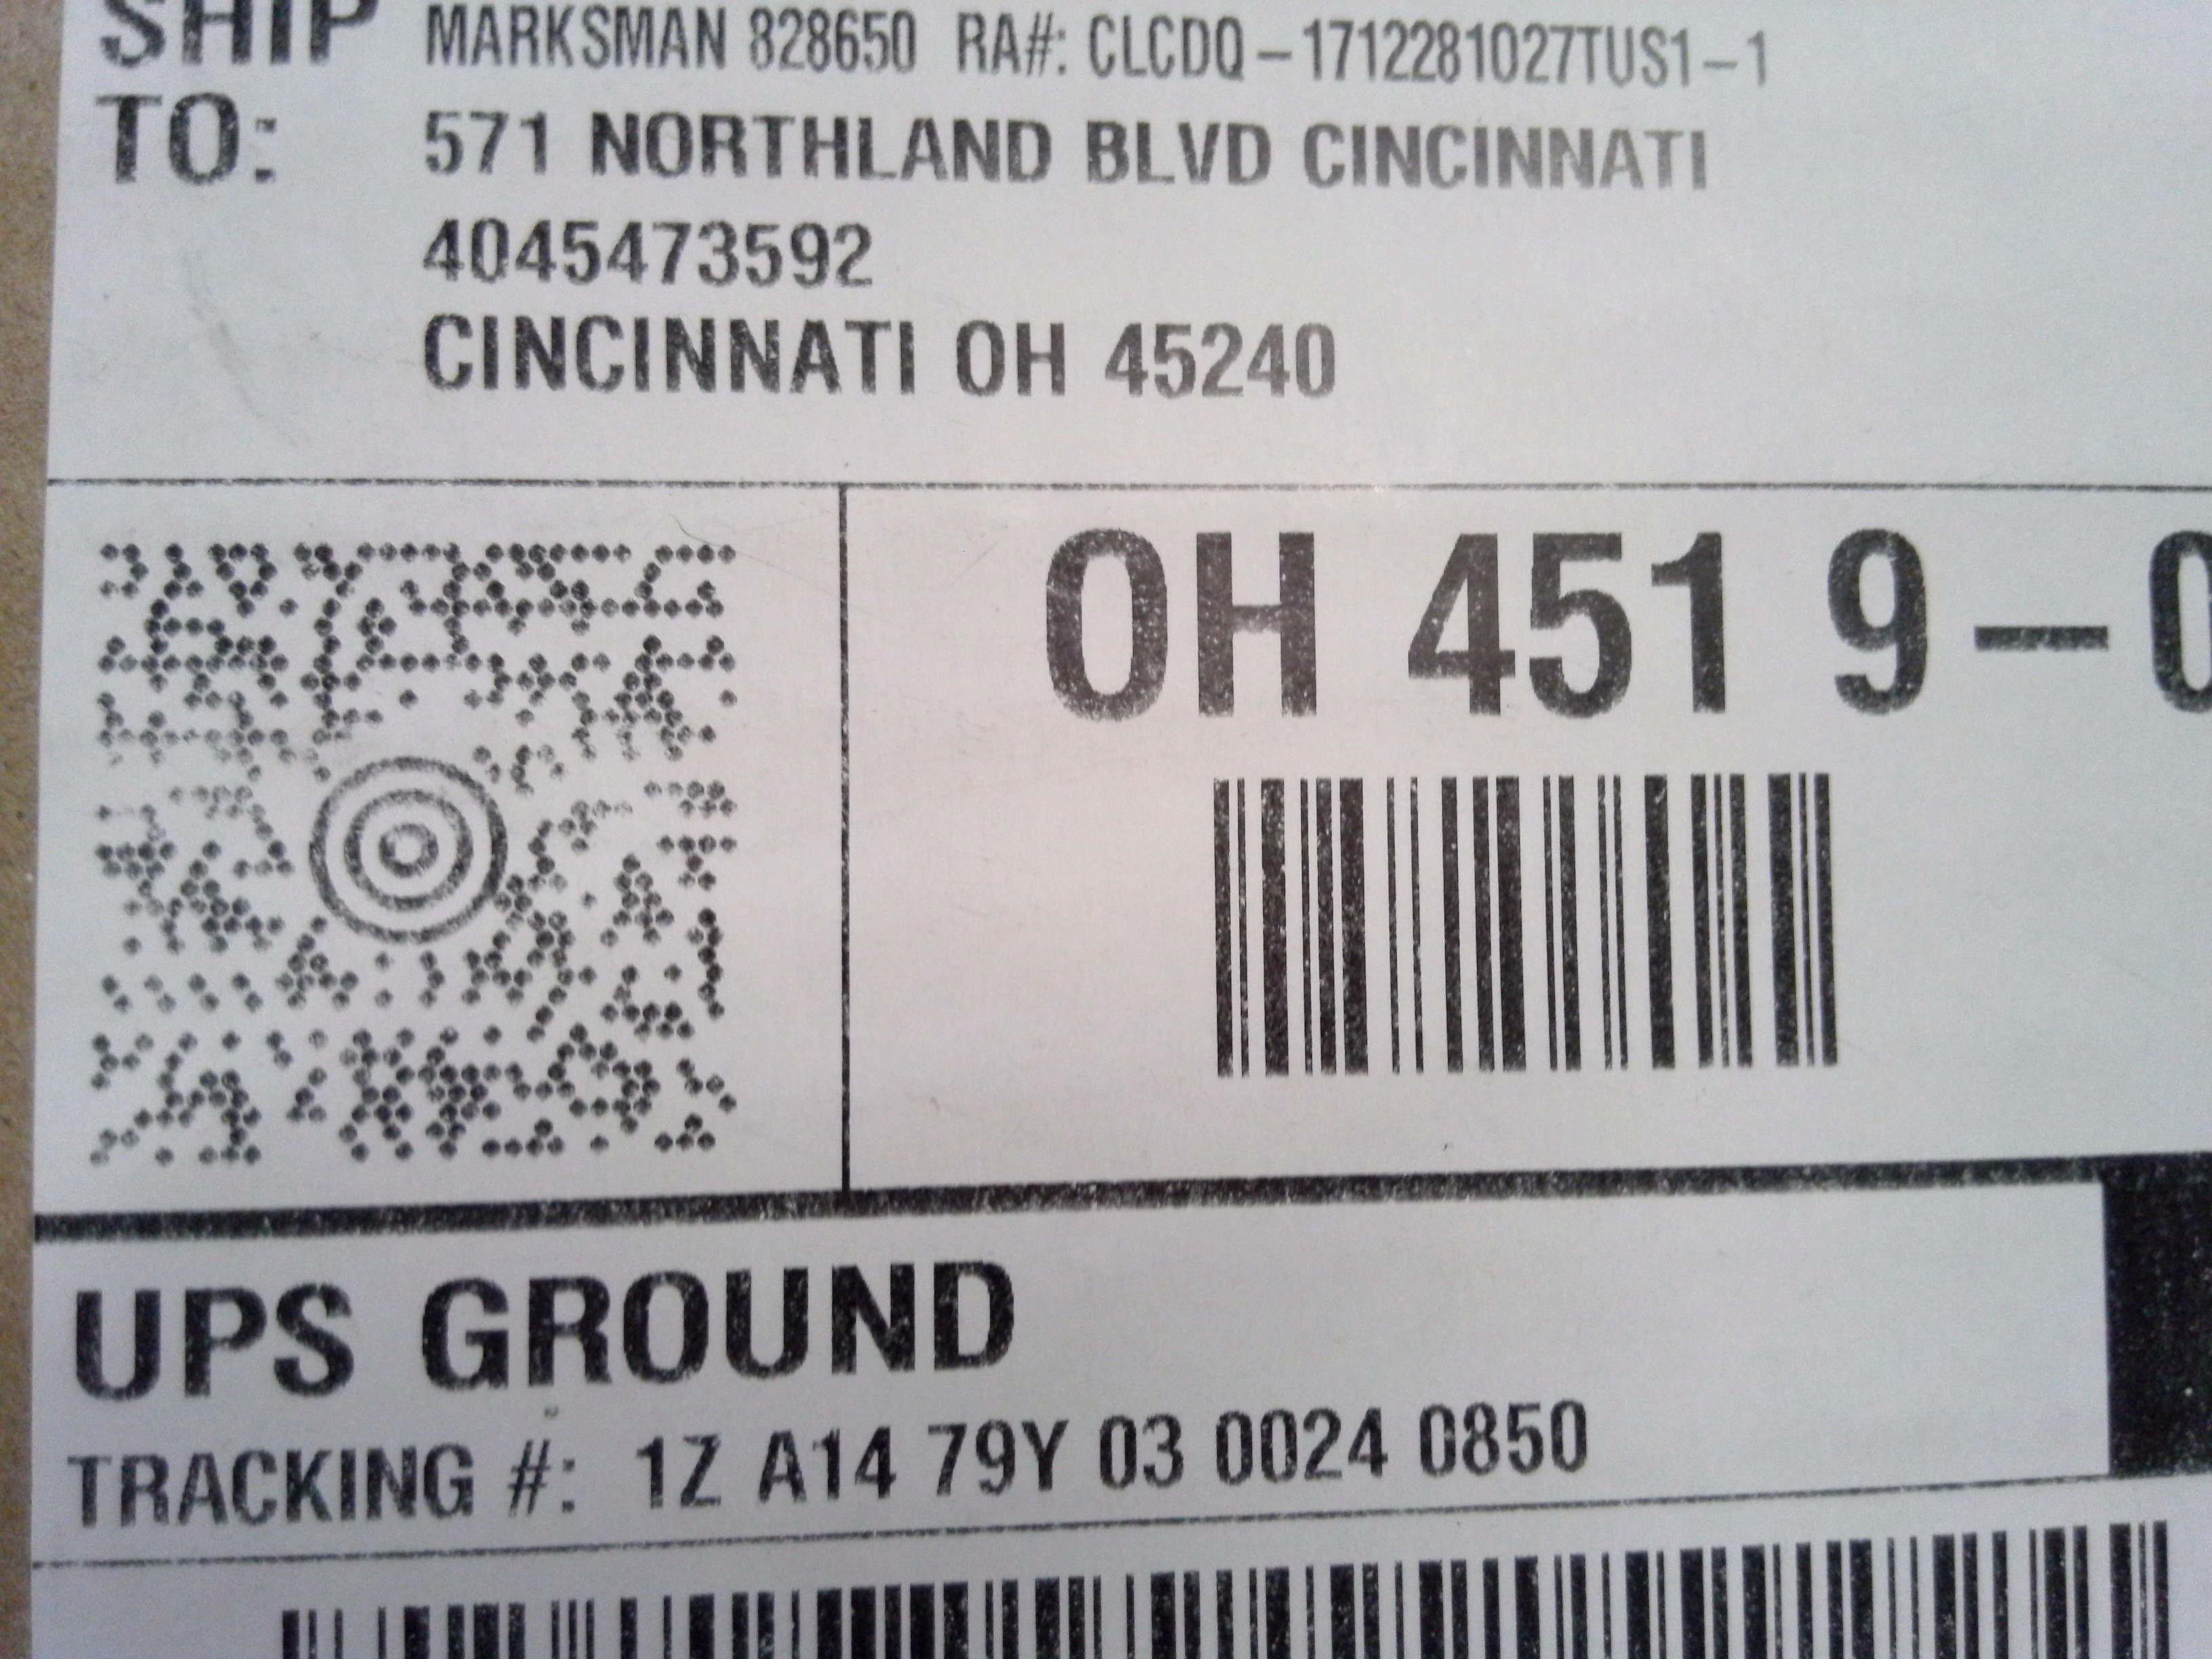 SHIP MARKSMAN 828650 RA#: CLCDQ-1712281027TUS1-1
TO: 571 NORTHLAND BLVD CINCINNATI
4045473592
CINCINNATI OH 45240
OH 451 9-0
UPS GROUND
TRACKING #: 1Z A14 79Y 03 0024 0850